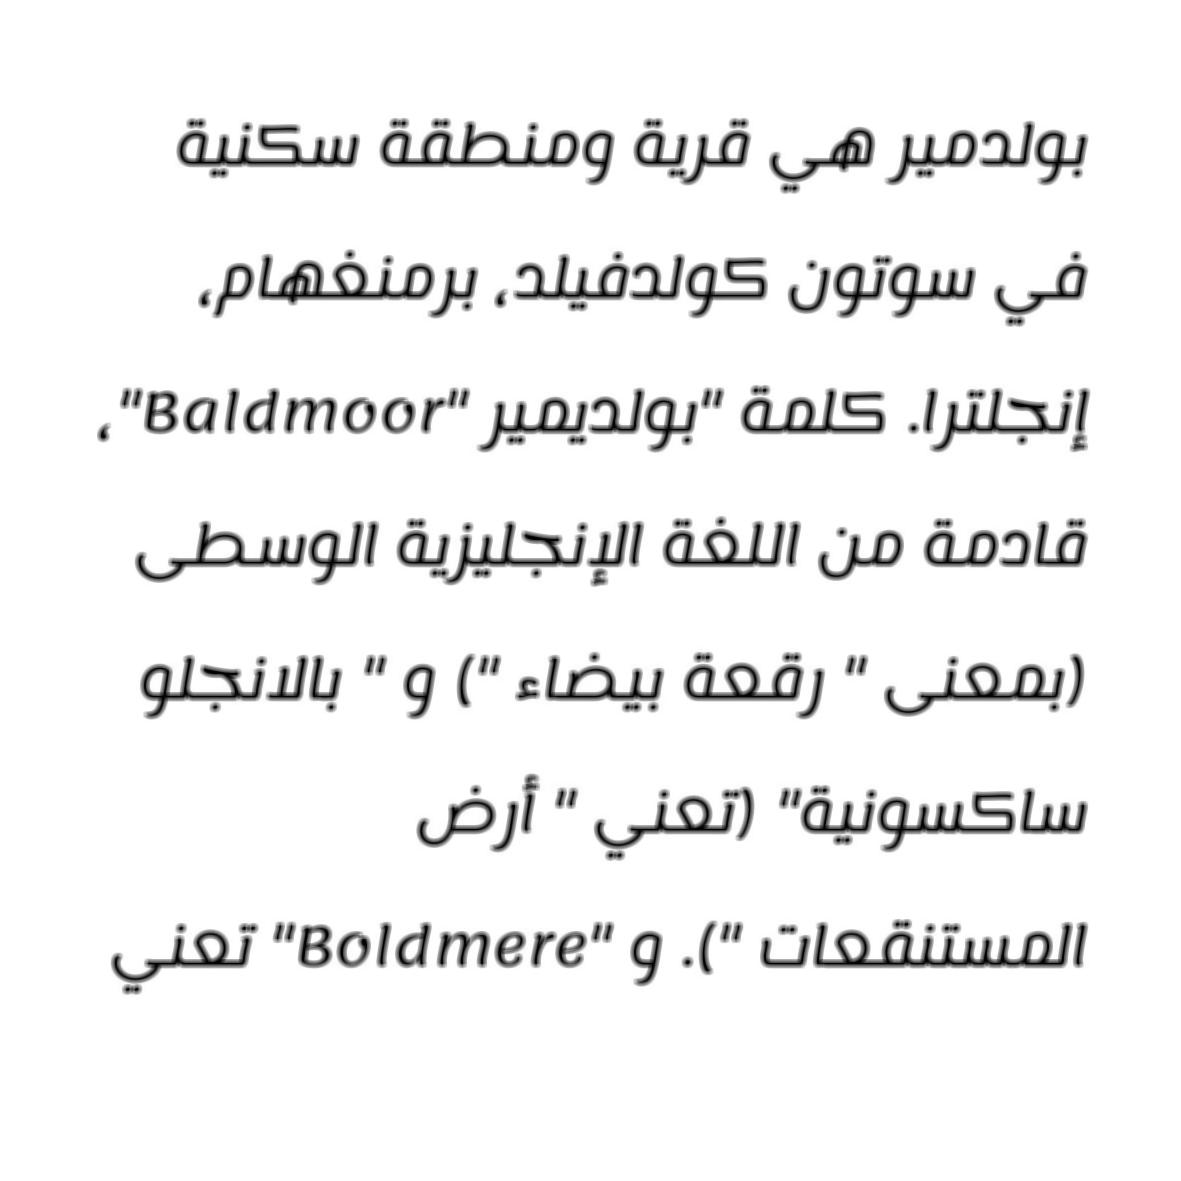 بولدمير هي قرية ومنطقة سكنية
في سوتون كولدفيلد، برمنغهام،
إنجلترا. كلمة "بولديمير "Baldmoor"،
قادمة من اللغة الإنجليزية الوسطى
(بمعنى " رقعة بيضاء ") و " بالانجلو
ساكسونية" (تعني " أرض
المستنقعات "). و "Boldmere" تعني